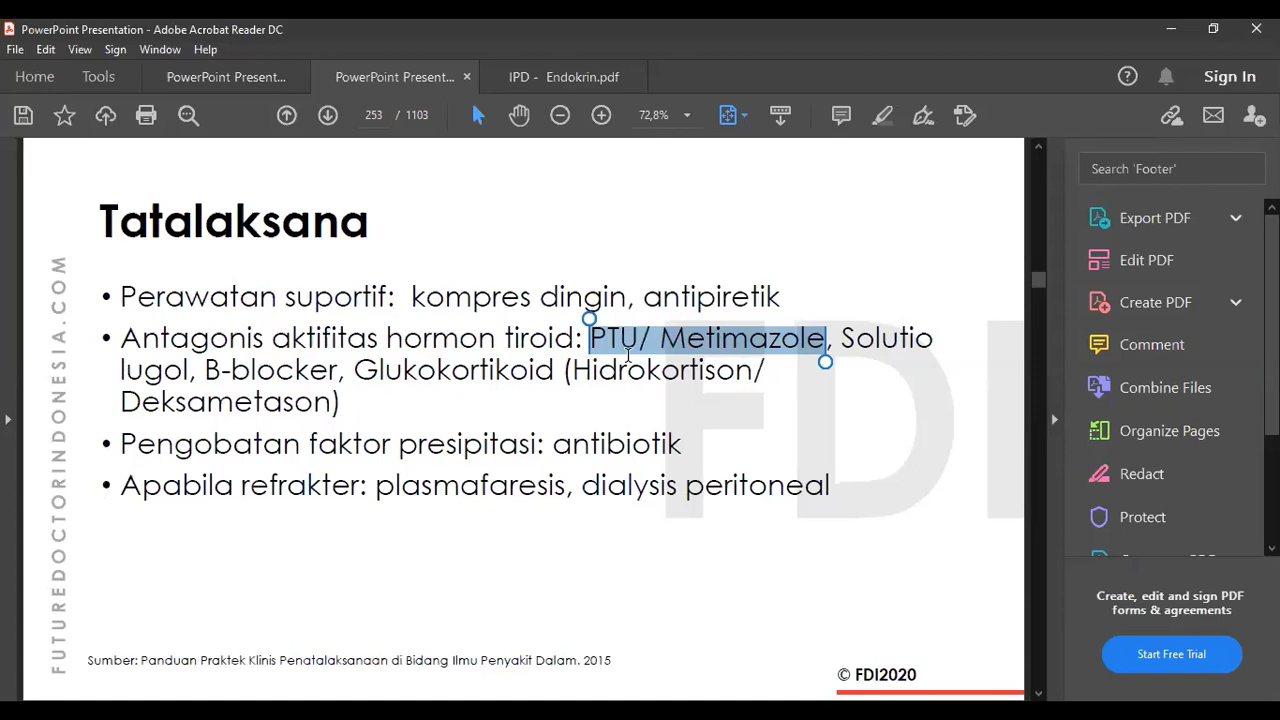 PowerPoint Presentation - Adobe Acrobat Reader DC
File Edit View Sign Window Help
Home Tools PowerPoint Present... PowerPoint Present... × IPD - Endokrin.pdf Sign In
253 / 1103 72,8%
Tatalaksana
• Perawatan suportif: kompres dingin, antipiretik
• Antagonis aktifitas hormon tiroid: PTU/ Metimazole, Solutio
lugol, B-blocker, Glukokortikoid (Hidrokortison/
Deksametason)
• Pengobatan faktor presipitasi: antibiotik
• Apabila refrakter: plasmafaresis, dialysis peritoneal
FUTUREDOCTORINDONESIA.COM
FDI
Sumber: Panduan Praktek Klinis Penatalaksanaan di Bidang Ilmu Penyakit Dalam. 2015
© FDI2020
Search 'Footer'
Export PDF
Edit PDF
Create PDF
Comment
Combine Files
Organize Pages
Redact
Protect
Create, edit and sign PDF
forms & agreements
Start Free Trial